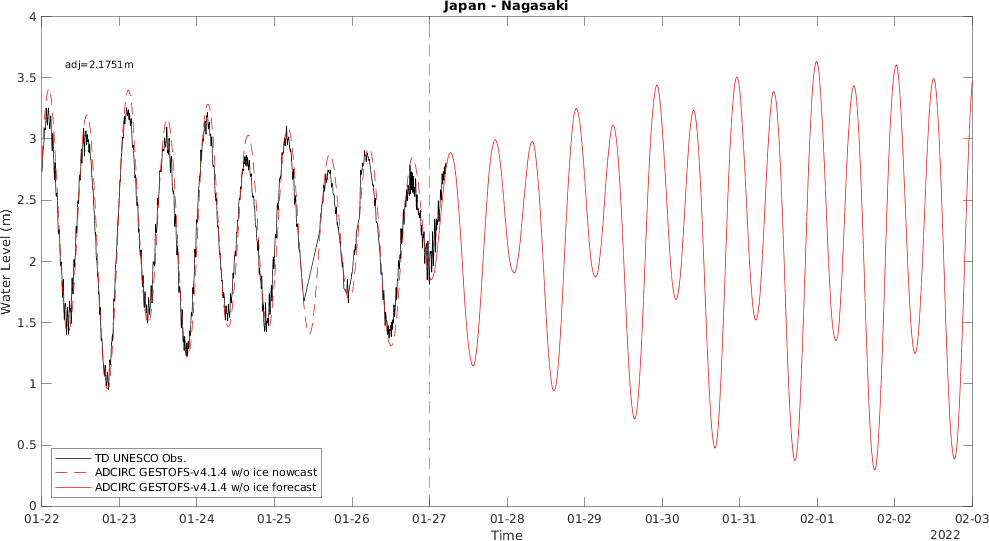 Japan - Nagasaki
4
adj=2.1751m
3.5
3
2.5
2
1.5
1
0.5
0
Water Level (m)
TD UNESCO Obs.
ADCIRC GESTOFS-v4.1.4 w/o ice nowcast
ADCIRC GESTOFS-v4.1.4 w/o ice forecast
01-22 01-23 01-24 01-25 01-26 01-27 01-28 01-29 01-30 01-31 02-01 02-02 02-03
Time
2022